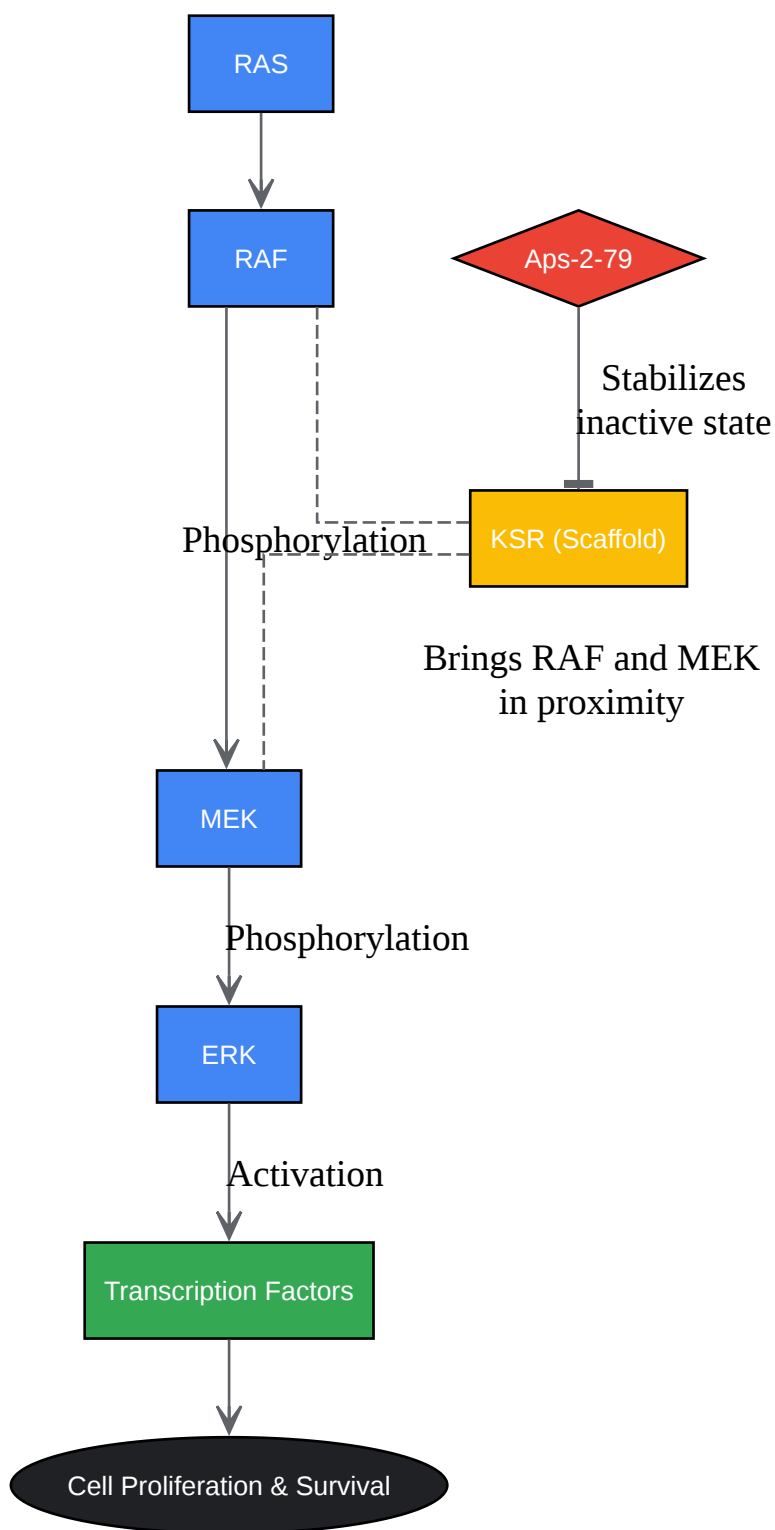 RAS
RAF
Aps-2-79
Stabilizes
inactive state
Phosphorylation
KSR (Scaffold)
Brings RAF and MEK
in proximity
MEK
Phosphorylation
ERK
Activation
Transcription Factors
Cell Proliferation & Survival